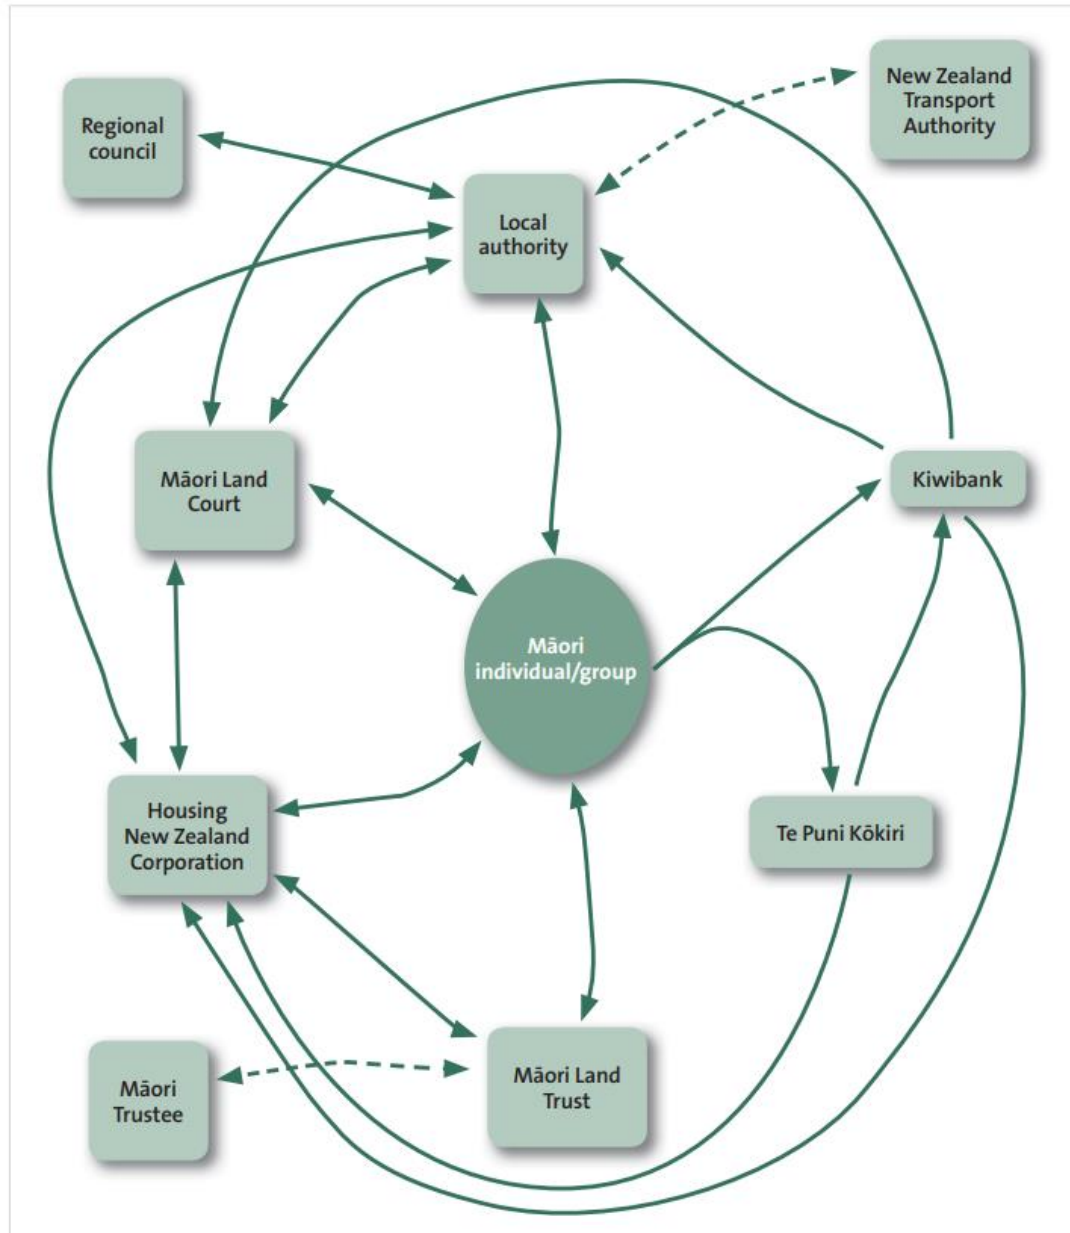 New Zealand
Transport
Authority
Regional
council
Local
authority
Māori Land
Court
Kiwibank
Māori
individual/group
Housing
New Zealand
Corporation
Te Puni Kōkiri
Māori
Trustee
Māori Land
Trust